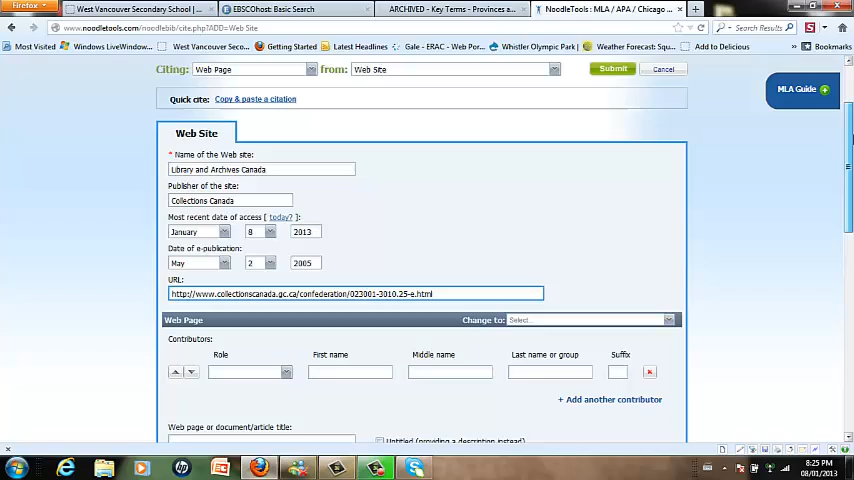 Firefox
West Vancouver Secondary School | ...
EBSCOhost: Basic Search
ARCHIVED - Key Terms - Provinces a...
NoodleTools : MLA / APA / Chicago ...
www.noodletools.com/noodlebib/cite.php?ADD=Web Site
Search Bing
Most Visited
Windows LiveWindow...
West Vancouver ADD=...
Getting Started
Latest Headlines
Gale - ERAC - Web Port...
Whistler Olympic Park ...
Weather Forecast: Squ...
Add to Delicious
Bookmarks
Citing: Web Page from: Web Site Submit Cancel
MLA Guide
Quick cite: Copy & paste a citation
Web Site
* Name of the Web site:
Library and Archives Canada
Publisher of the site:
Collections Canada
Most recent date of access [ today? ]:
January 8 2013
Date of e-publication:
May 2 2005
URL:
http://www.collectionscanada.gc.ca/confederation/023001-3010.25-e.html
Web Page Change to: Select...
Contributors:
Role First name Middle name Last name or group Suffix
+ Add another contributor
Web page or document/article title:
Untitled (providing a description instead)
8:25 PM
08/01/2013